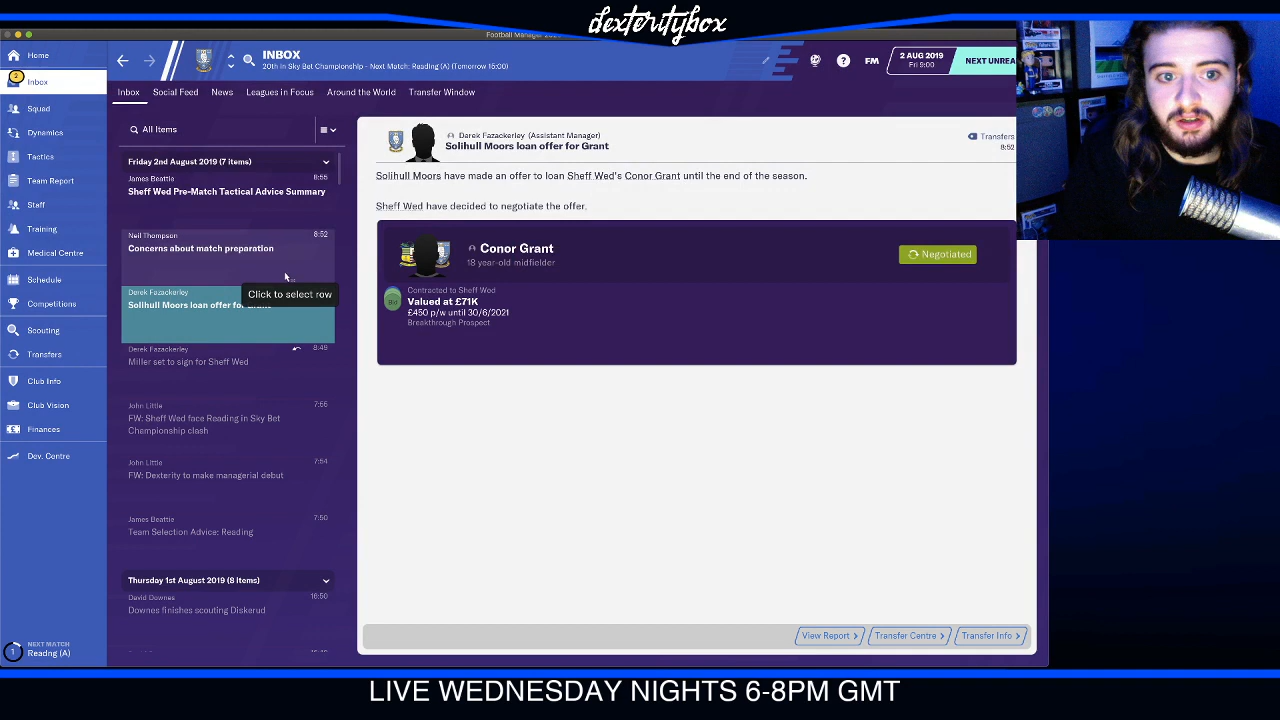 dexteritybox
Football Manager 20
Home
2
Inbox
Squad
Dynamics
Tactics
Team Report
Staff
Training
Medical Centre
Schedule
Competitions
Scouting
Transfers
Club Info
Club Vision
Finances
Dev. Centre
1
NEXT MATCH
Reading (A)
INBOX
20th in Sky Bet Championship - Next Match: Reading (A) (Tomorrow 15:00)
?
FM
2 AUG 2019
Fri 9:00
NEXT UNREA
Inbox
Social Feed
News
Leagues in Focus
Around the World
Transfer Window
All Items
Friday 2nd August 2019 (7 items)
James Beattie
8:55
Sheff Wed Pre-Match Tactical Advice Summary
Neil Thompson
8:52
Concerns about match preparation
Derek Fazackerley
Solihull Moors loan offer for
Click to select row
Derek Fazackerley
8:49
Miller set to sign for Sheff Wed
John Little
7:55
FW: Sheff Wed face Reading in Sky Bet
Championship clash
John Little
7:54
FW: Dexterity to make managerial debut
James Beattie
7:50
Team Selection Advice: Reading
Thursday 1st August 2019 (8 items)
David Downes
16:50
Downes finishes scouting Diskerud
Derek Fazackerley (Assistant Manager)
Solihull Moors loan offer for Grant
Transfers
8:52
Solihull Moors have made an offer to loan Sheff Wed's Conor Grant until the end of the season.
Sheff Wed have decided to negotiate the offer.
Conor Grant
18 year-old midfielder
Negotiated
Contracted to Sheff Wed
Valued at £71K
£450 p/w until 30/6/2021
Breakthrough Prospect
View Report
Transfer Centre
Transfer Info
LIVE WEDNESDAY NIGHTS 6-8PM GMT